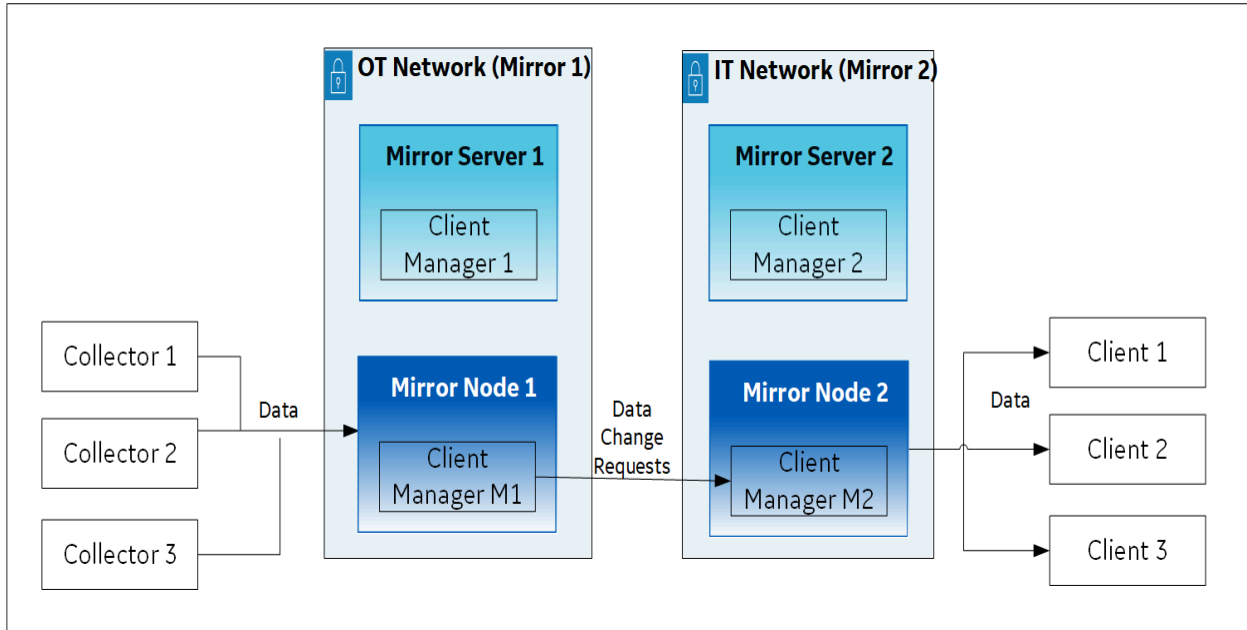 OT Network (Mirror 1)
IT Network (Mirror 2)
Mirror Server 1
Client
Manager 1
Mirror Server 2
Client
Manager 2
Collector 1
Collector 2
Collector 3
Data
Mirror Node 1
Client
Manager M1
Data
Change
Requests
Mirror Node 2
Client
Manager M2
Data
Client 1
Client 2
Client 3